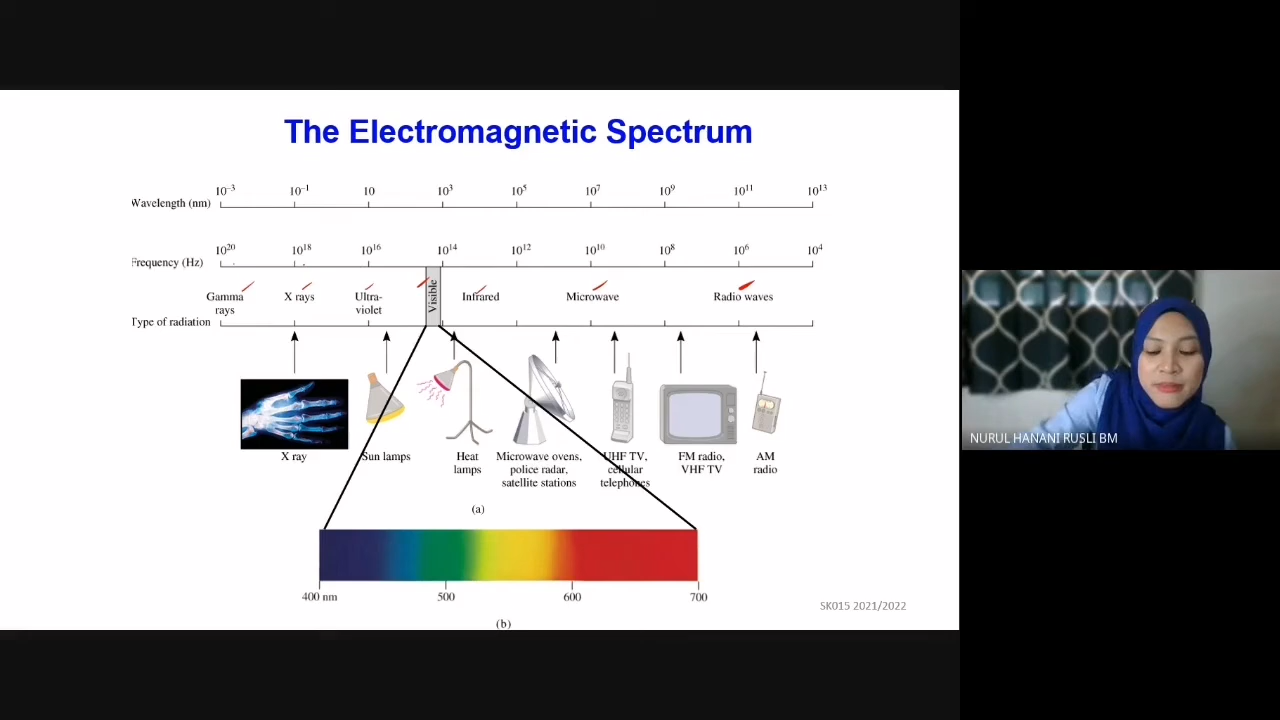 The Electromagnetic Spectrum
10⁻³ 10⁻¹ 10 10³ 10⁵ 10⁷ 10⁹ 10¹¹ 10¹³
Wavelength (nm)
10²⁰ 10¹⁸ 10¹⁶ 10¹⁴ 10¹² 10¹⁰ 10⁸ 10⁶ 10⁴
Frequency (Hz)
Gamma rays
X rays
Ultra-
violet
Visible
Infrared
Microwave
Radio waves
Type of radiation
X ray
Sun lamps
Heat
lamps
Microwave ovens,
police radar,
satellite stations
UHF TV,
cellular
telephones
FM radio,
VHF TV
AM
radio
(a)
400 nm 500 600 700
(b)
SK015 2021/2022
NURUL HANANI RUSLI BM